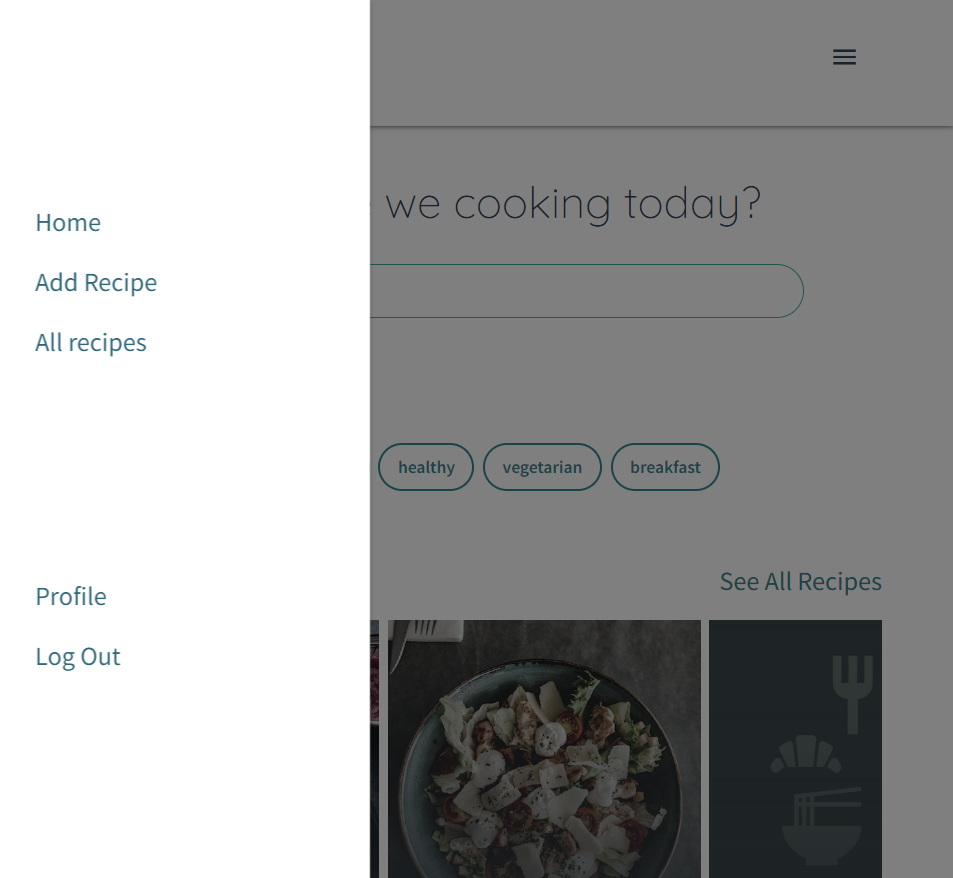 Home
Add Recipe
All recipes
Profile
Log Out
we cooking today?
healthy
vegetarian
breakfast
See All Recipes